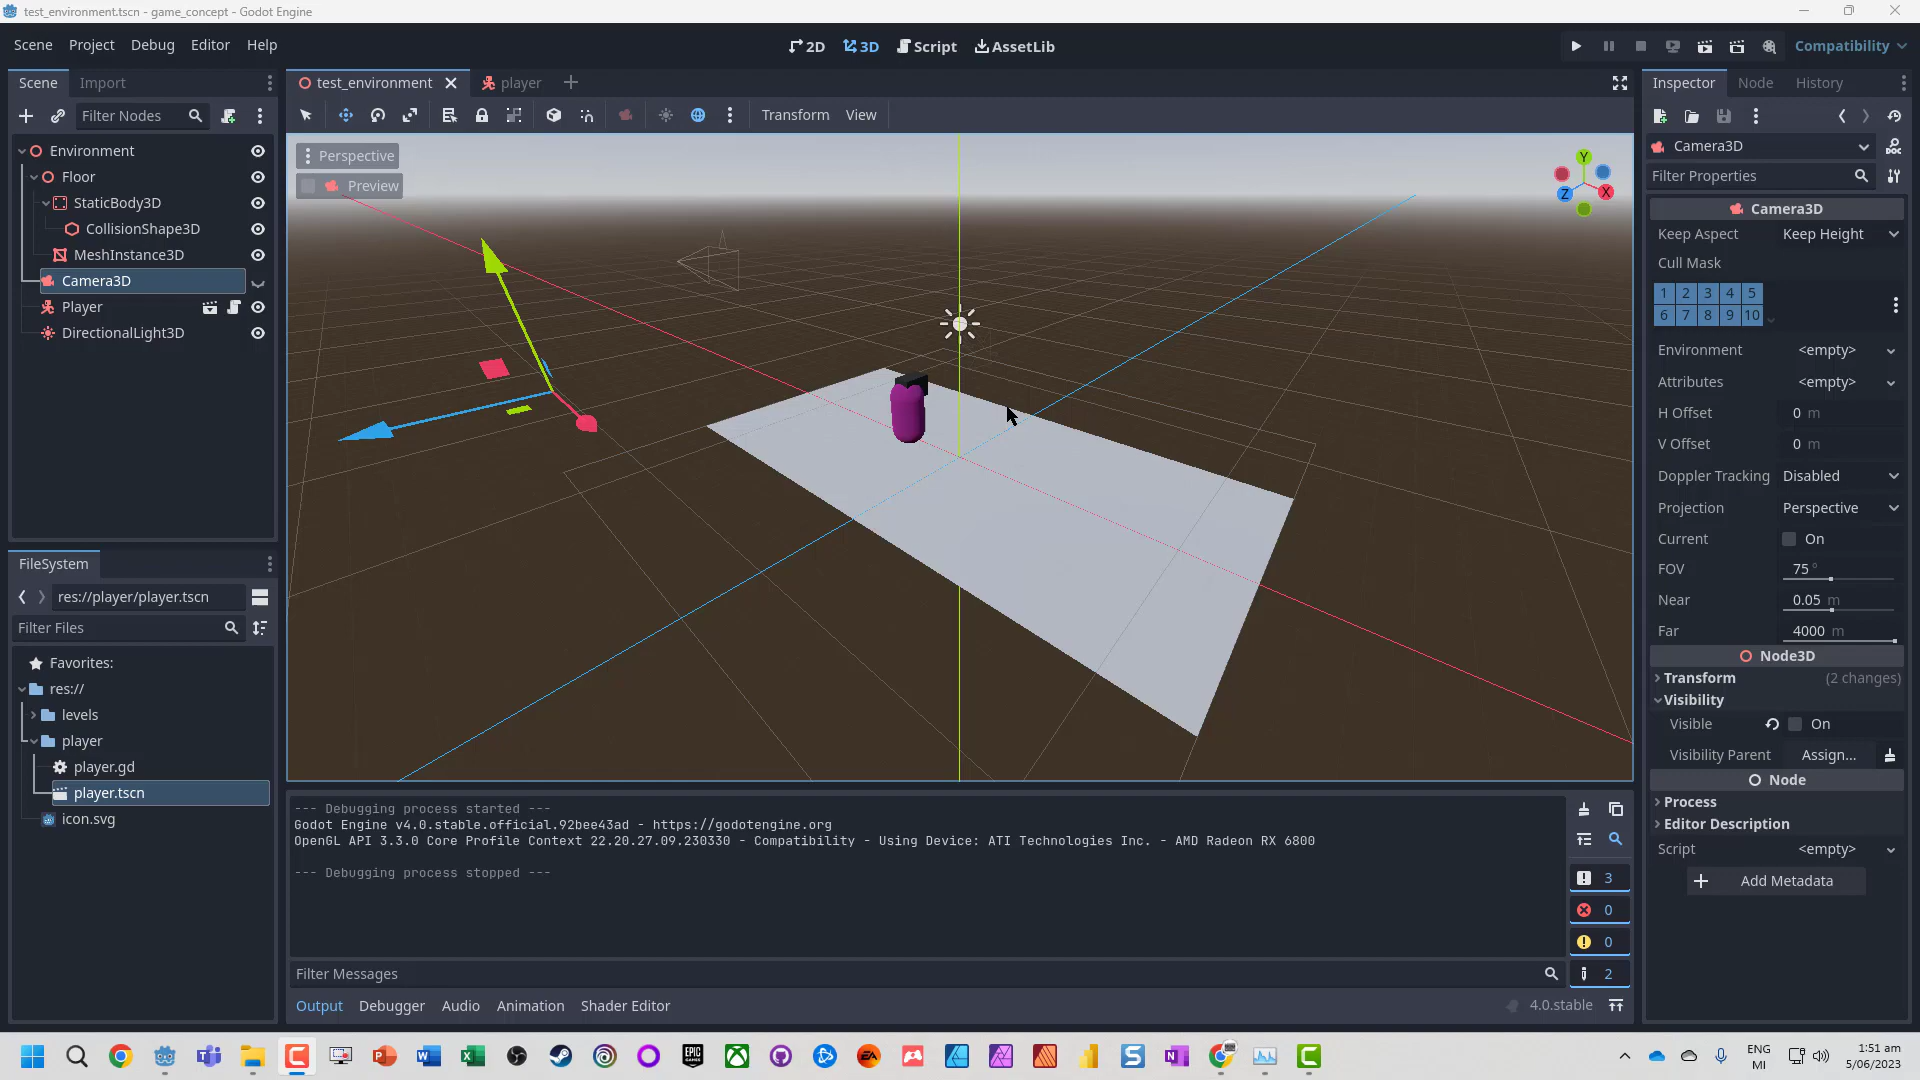 test_environment.tscn - game_concept - Godot Engine
Scene Project Debug Editor Help
2D 3D Script AssetLib
Compatibility
Scene Import
test_environment player
Inspector Node History
Filter Nodes
Transform View
Environment
Floor
StaticBody3D
CollisionShape3D
MeshInstance3D
Camera3D
Player
DirectionalLight3D
Perspective
Preview
Y
Z
X
FileSystem
res://player/player.tscn
Filter Files
Favorites:
res://
levels
player
player.gd
player.tscn
icon.svg
--- Debugging process started ---
Godot Engine v4.0.stable.official.92bee43ad - https://godotengine.org
OpenGL API 3.3.0 Core Profile Context 22.20.27.09.230330 - Compatibility - Using Device: ATI Technologies Inc. - AMD Radeon RX 6800
--- Debugging process stopped ---
3
0
0
2
Filter Messages
Output Debugger Audio Animation Shader Editor
4.0.stable
Camera3D
DOC
Filter Properties
Camera3D
Keep Aspect Keep Height
Cull Mask
1 2 3 4 5
6 7 8 9 10
Environment <empty>
Attributes <empty>
H Offset 0 m
V Offset 0 m
Doppler Tracking Disabled
Projection Perspective
Current On
FOV 75 °
Near 0.05 m
Far 4000 m
Node3D
Transform (2 changes)
Visibility
Visible On
Visibility Parent Assign...
Node
Process
Editor Description
Script <empty>
Add Metadata
EPIC GAMES
EA
ENG
MI
1:51 am
5/06/2023